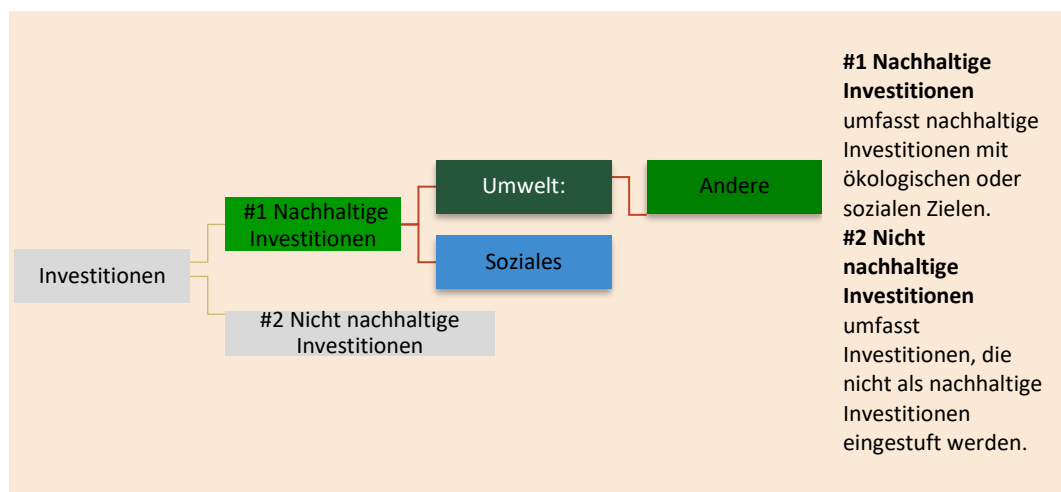 Investitionen
#1 Nachhaltige
Investitionen
#2 Nicht nachhaltige
Investitionen
Umwelt:
Soziales
Andere
#1 Nachhaltige
Investitionen
umfasst nachhaltige
Investitionen mit
ökologischen oder
sozialen Zielen.
#2 Nicht
nachhaltige
Investitionen
umfasst
Investitionen, die
nicht als nachhaltige
Investitionen
eingestuft werden.